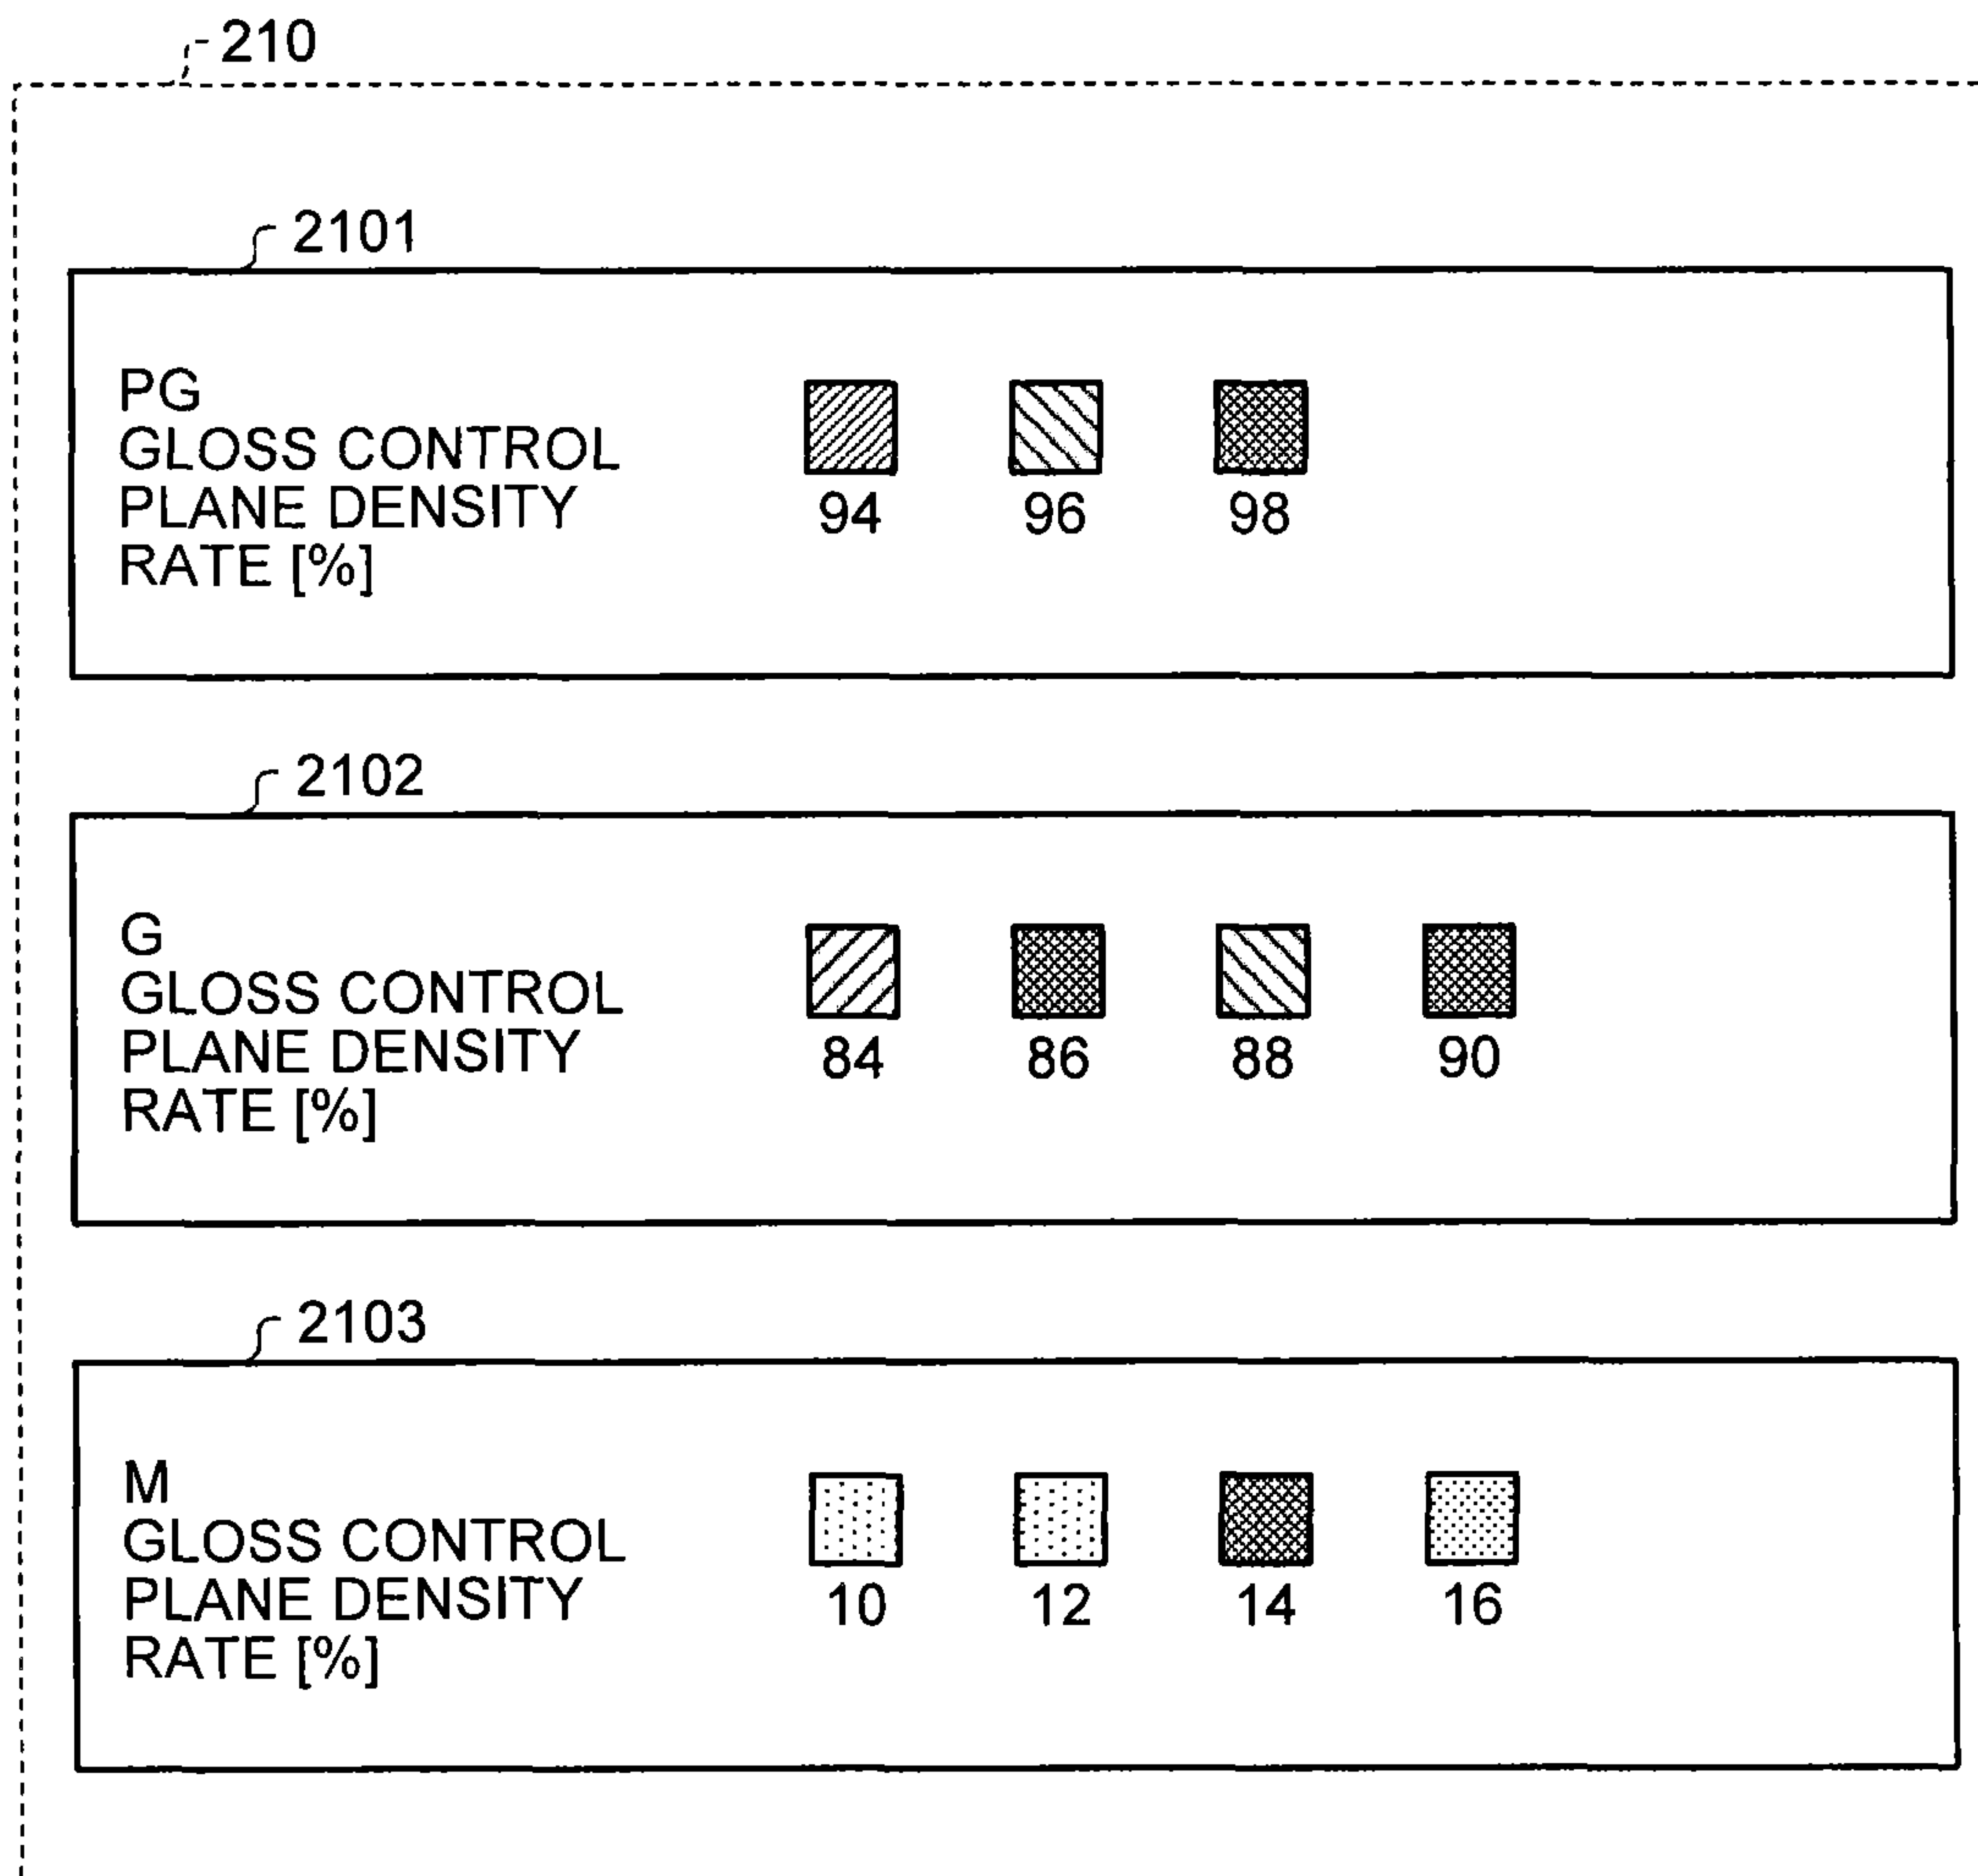 210
2101
PG
GLOSS CONTROL
PLANE DENSITY
RATE [%]
94 96 98
2102
G
GLOSS CONTROL
PLANE DENSITY
RATE [%]
84 86 88 90
2103
M
GLOSS CONTROL
PLANE DENSITY
RATE [%]
10 12 14 16